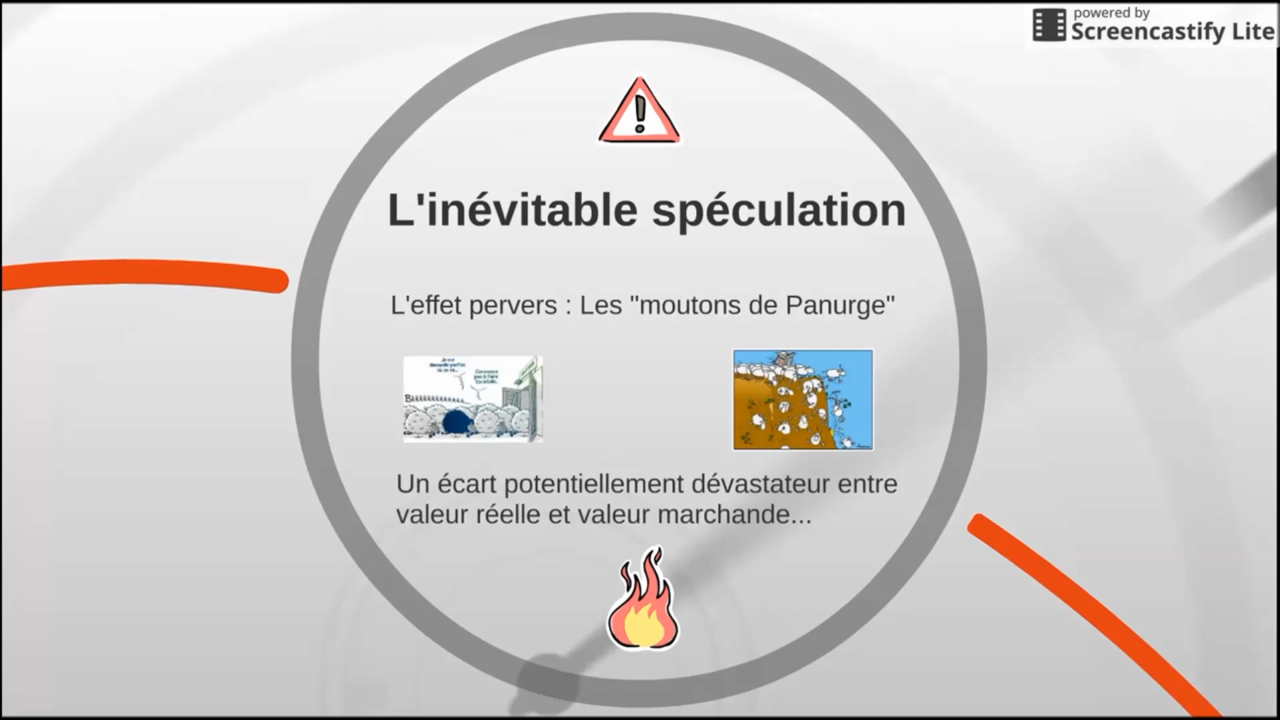 powered by
Screencastify Lite
L'inévitable spéculation
L'effet pervers : Les "moutons de Panurge"
Un écart potentiellement dévastateur entre
valeur réelle et valeur marchande...